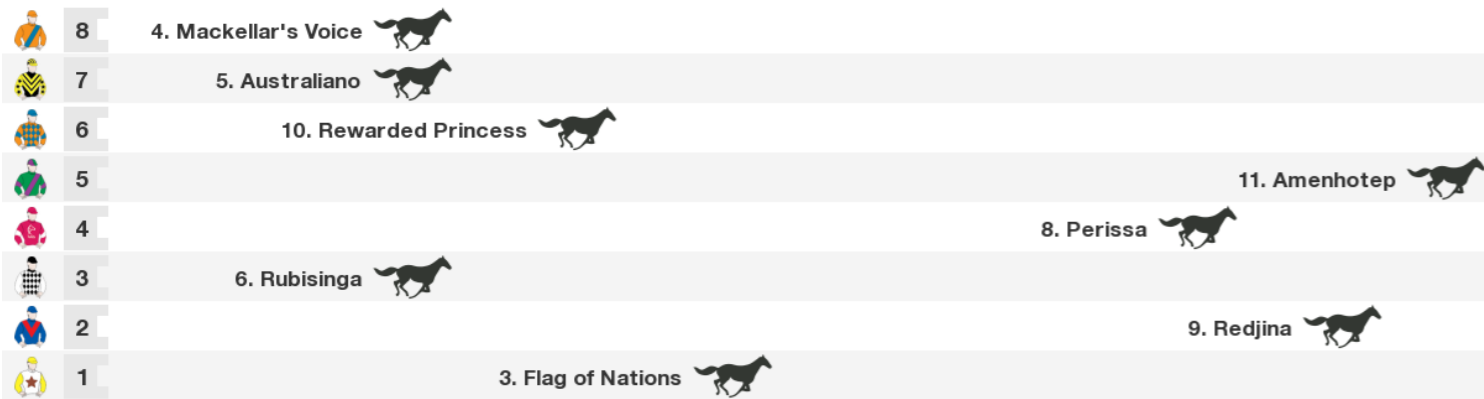 8 4. Mackellar's Voice
7 5. Australiano
6 10. Rewarded Princess
5 11. Amenhotep
4 8. Perissa
3 6. Rubisinga
2 9. Redjina
1 3. Flag of Nations